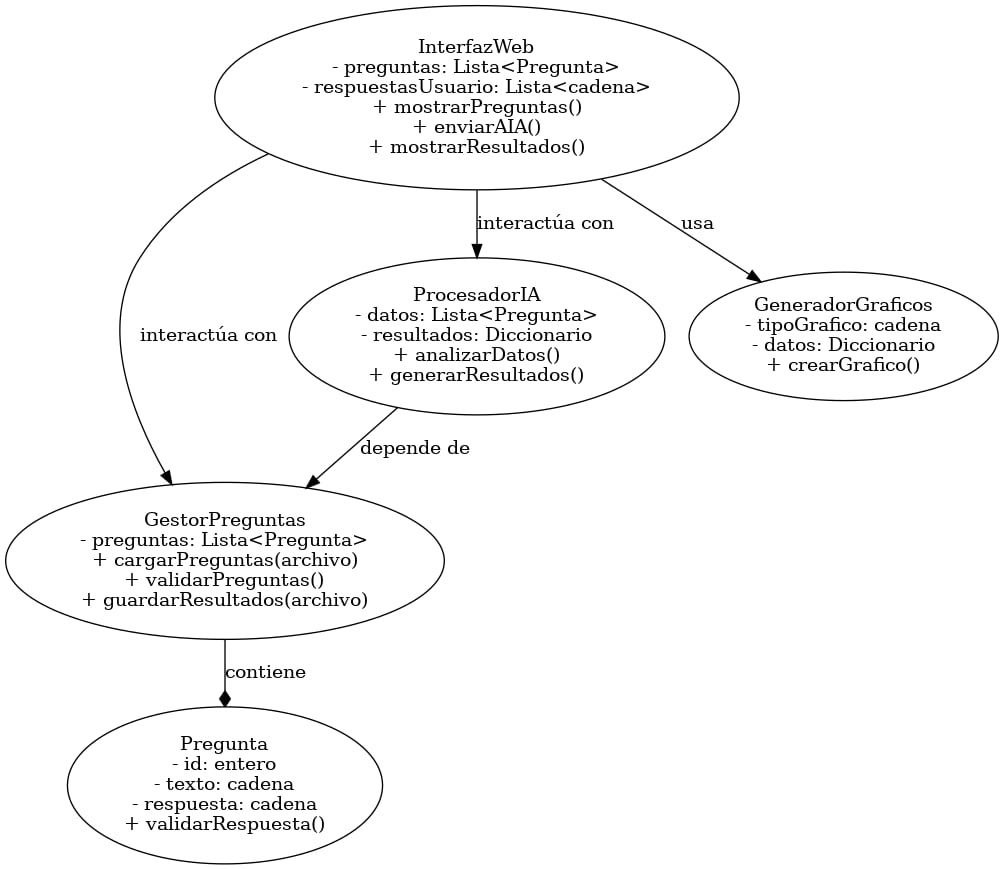 InterfazWeb
- preguntas: Lista<Pregunta>
- respuestasUsuario: Lista<cadena>
+ mostrarPreguntas()
+ enviarAIA()
+ mostrarResultados()
interactúa con
usa
interactúa con
ProcesadorIA
- datos: Lista<Pregunta>
- resultados: Diccionario
+ analizarDatos()
+ generarResultados()
GeneradorGraficos
- tipoGrafico: cadena
- datos: Diccionario
+ crearGrafico()
depende de
GestorPreguntas
- preguntas: Lista<Pregunta>
+ cargarPreguntas(archivo)
+ validarPreguntas()
+ guardarResultados(archivo)
contiene
Pregunta
- id: entero
- texto: cadena
- respuesta: cadena
+ validarRespuesta()